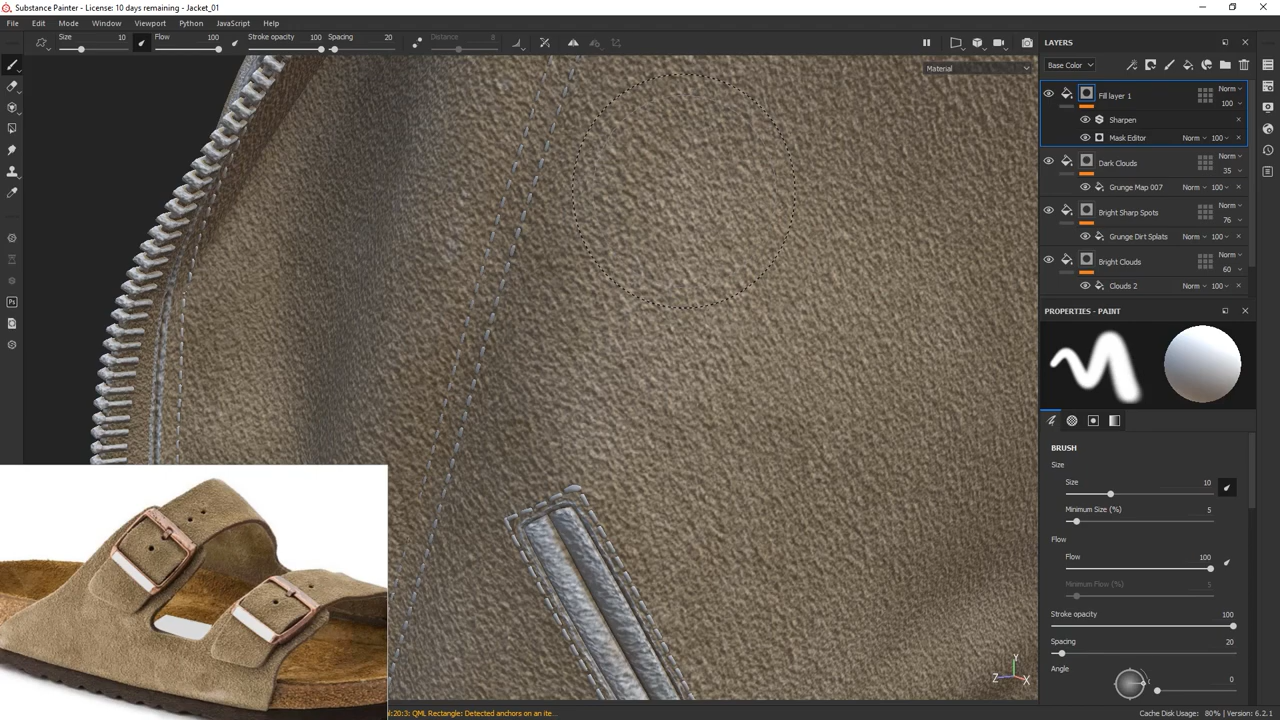 Substance Painter - License: 10 days remaining - Jacket_01
File Edit Mode Window Viewport Python JavaScript Help
Size 10 Flow 100 Stroke opacity 100 Spacing 20 Distance 8
Material
LAYERS
Base Color
Fill layer 1 Norm 100
Sharpen
Mask Editor Norm 100
Dark Clouds Norm 35
Grunge Map 007 Norm 100
Bright Sharp Spots Norm 76
Grunge Dirt Splats Norm 100
Bright Clouds Norm 60
Clouds 2 Norm 100
PROPERTIES - PAINT
BRUSH
Size
Size 10
Minimum Size (%) 5
Flow
Flow 100
Minimum Flow (%) 5
Stroke opacity 100
Spacing 20
Angle 0
Ps
Y
Z X
l:20:3: QML Rectangle: Detected anchors on an ite...
Cache Disk Usage: 80% | Version: 6.2.1